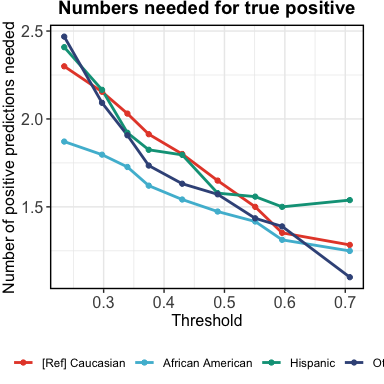 Numbers needed for true positive
Number of positive predictions needed
2.5
2.0
1.5
0.3 0.4 0.5 0.6 0.7
Threshold
[Ref] Caucasian African American Hispanic Ot